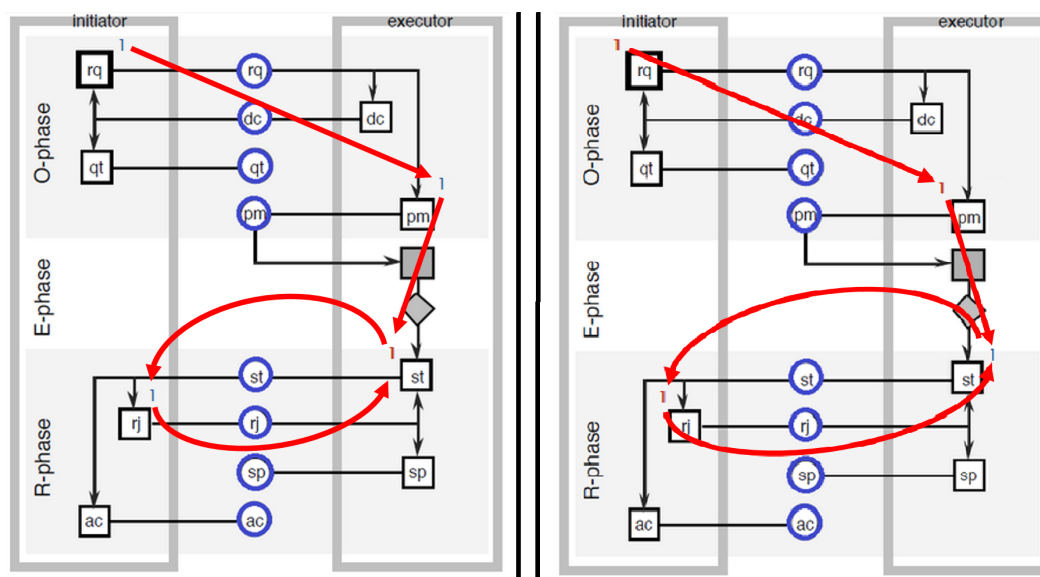 initiator
executor
1
rq
rq
dc
dc
O-phase
qt
qt
1
pm
pm
E-phase
1
st
st
1
rj
rj
R-phase
sp
sp
ac
ac
initiator
executor
1
rq
rq
dc
dc
O-phase
qt
qt
1
pm
pm
E-phase
1
st
st
1
rj
rj
R-phase
sp
sp
ac
ac